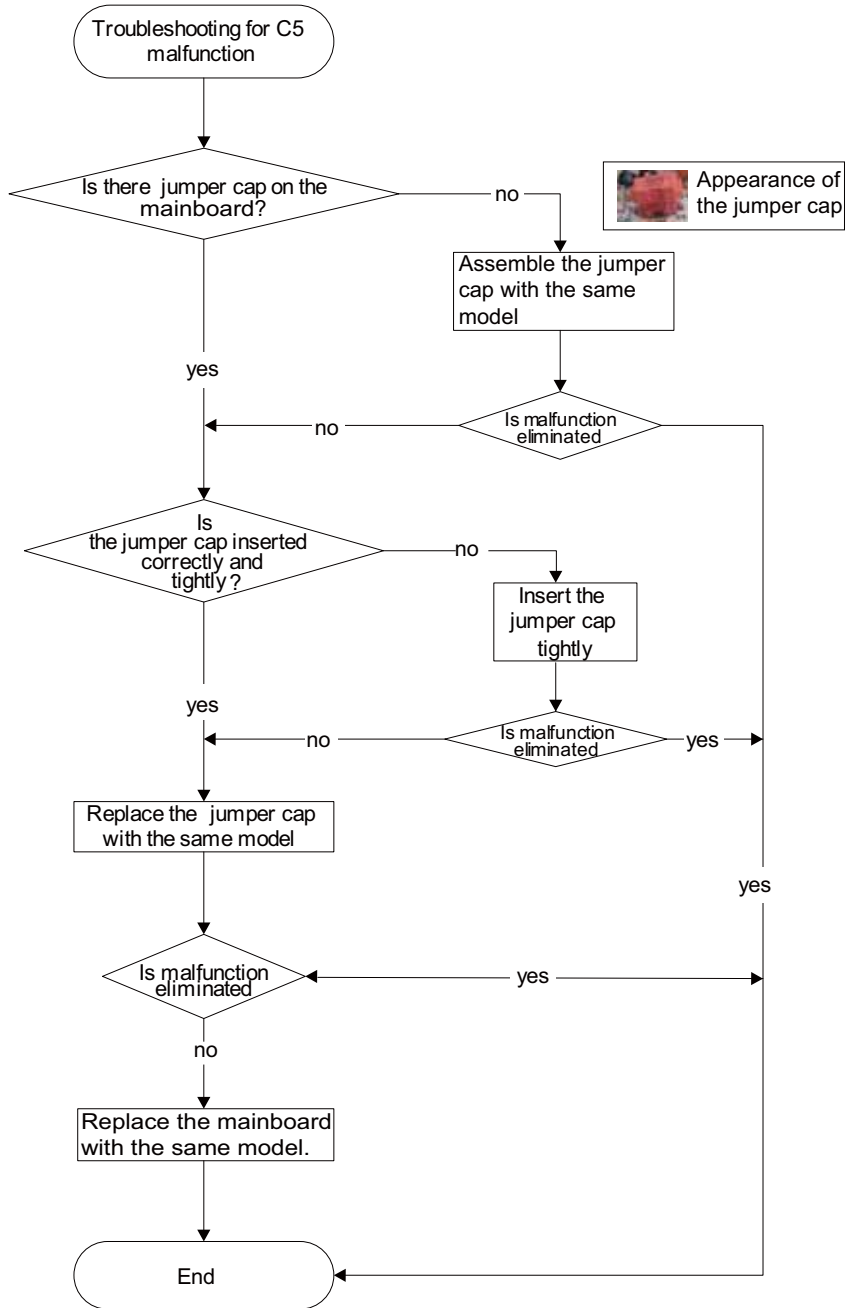 Troubleshooting for C5
malfunction
Is there jumper cap on the
mainboard?
no
Appearance of
the jumper cap
Assemble the jumper
cap with the same
model
yes
Is malfunction
eliminated
no
Is
the jumper cap inserted
correctly and
tightly?
no
Insert the
jumper cap
tightly
yes
Is malfunction
eliminated
no
yes
Replace the jumper cap
with the same model
yes
Is malfunction
eliminated
yes
no
Replace the mainboard
with the same model.
End